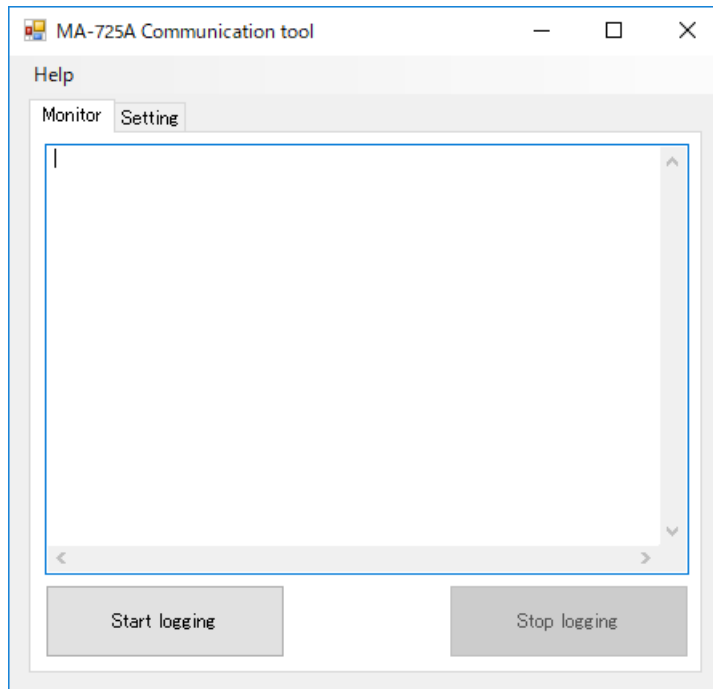 MA-725A Communication tool
Help
Monitor Setting
Start logging Stop logging